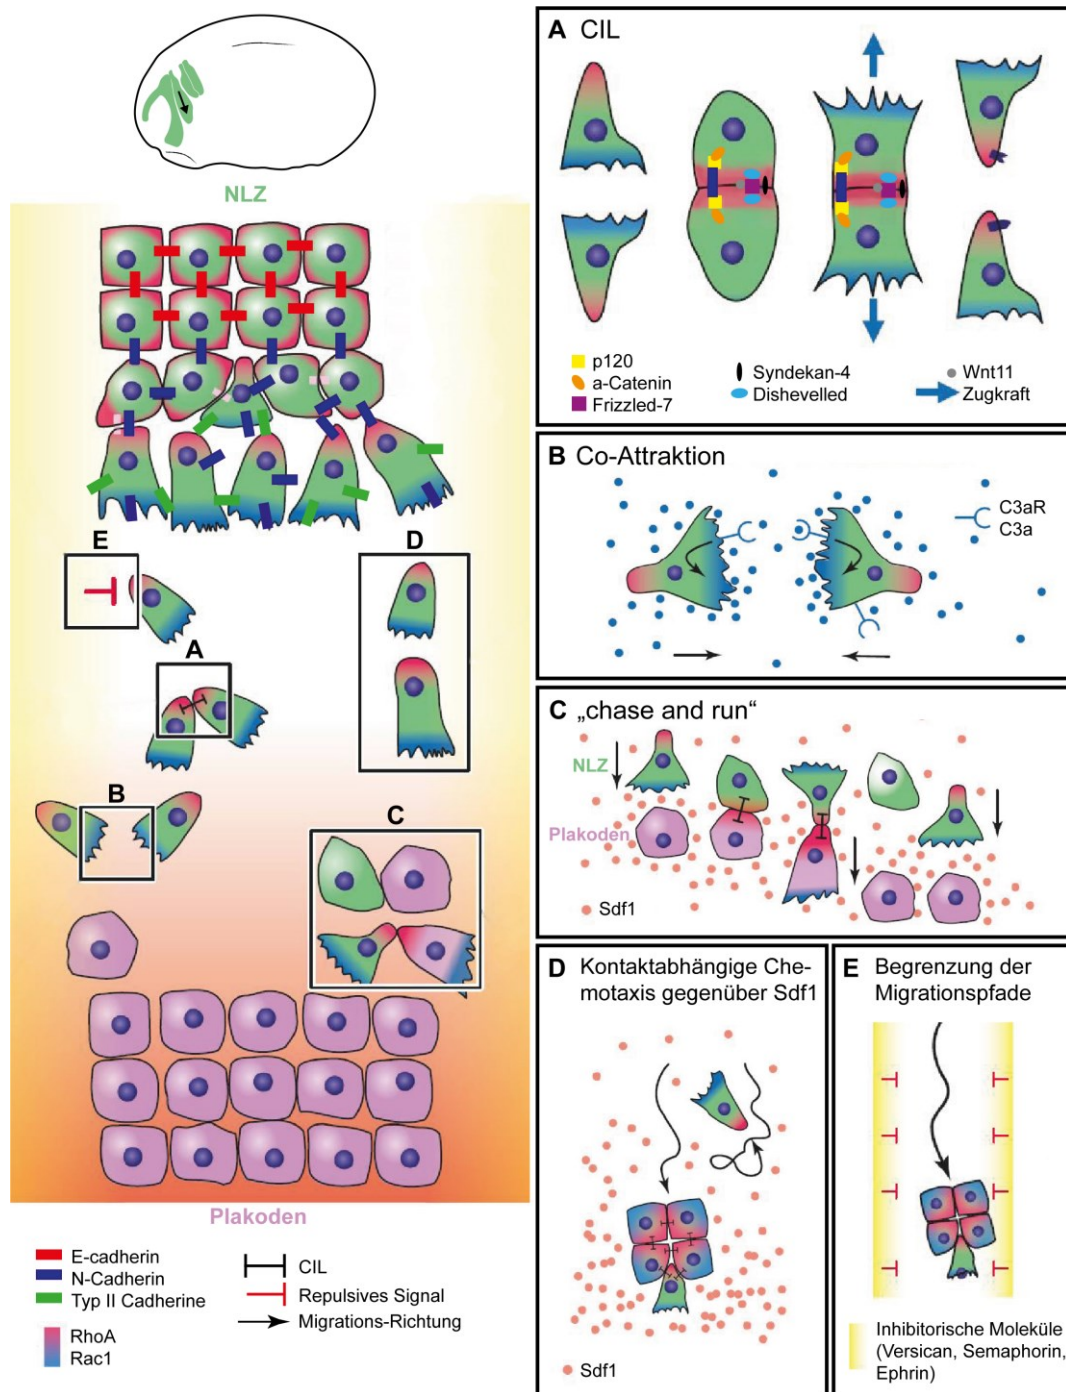 NLZ
E
D
A
B
C
Plakoden
E-cadherin
N-Cadherin
Typ II Cadherine
RhoA
Rac1
CIL
Repulsives Signal
Migrations-Richtung
A CIL
p120
a-Catenin
Frizzled-7
Syndekan-4
Dishevelled
Wnt11
Zugkraft
B Co-Attraktion
C3aR
C3a
C „chase and run“
NLZ
Plakoden
Sdf1
D Kontaktabhängige Che-
motaxis gegenüber Sdf1
Sdf1
E Begrenzung der
Migrationspfade
Inhibitorische Moleküle
(Versican, Semaphorin,
Ephrin)